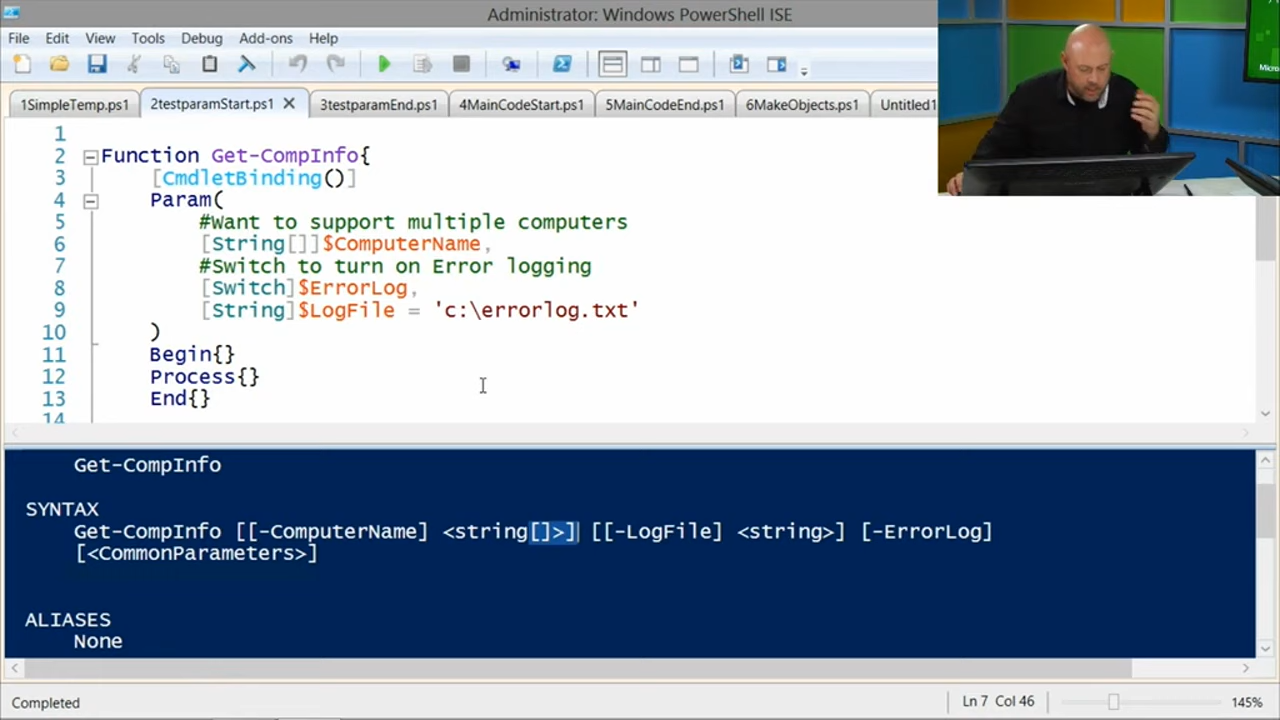 Administrator: Windows PowerShell ISE
File Edit View Tools Debug Add-ons Help
1SimpleTemp.ps1 2testparamStart.ps1 3testparamEnd.ps1 4MainCodeStart.ps1 5MainCodeEnd.ps1 6MakeObjects.ps1 Untitled1
Micro
1
2 Function Get-CompInfo{
3 [CmdletBinding()]
4 Param(
5 #Want to support multiple computers
6 [String[]]$ComputerName,
7 #Switch to turn on Error logging
8 [Switch]$ErrorLog,
9 [String]$LogFile = 'c:\errorlog.txt'
10 )
11 Begin{}
12 Process{}
13 End{}
14
Get-CompInfo
SYNTAX
Get-CompInfo [[-ComputerName] <string[]>] [[-LogFile] <string>] [-ErrorLog]
[<CommonParameters>]
ALIASES
None
Completed Ln 7 Col 46 145%